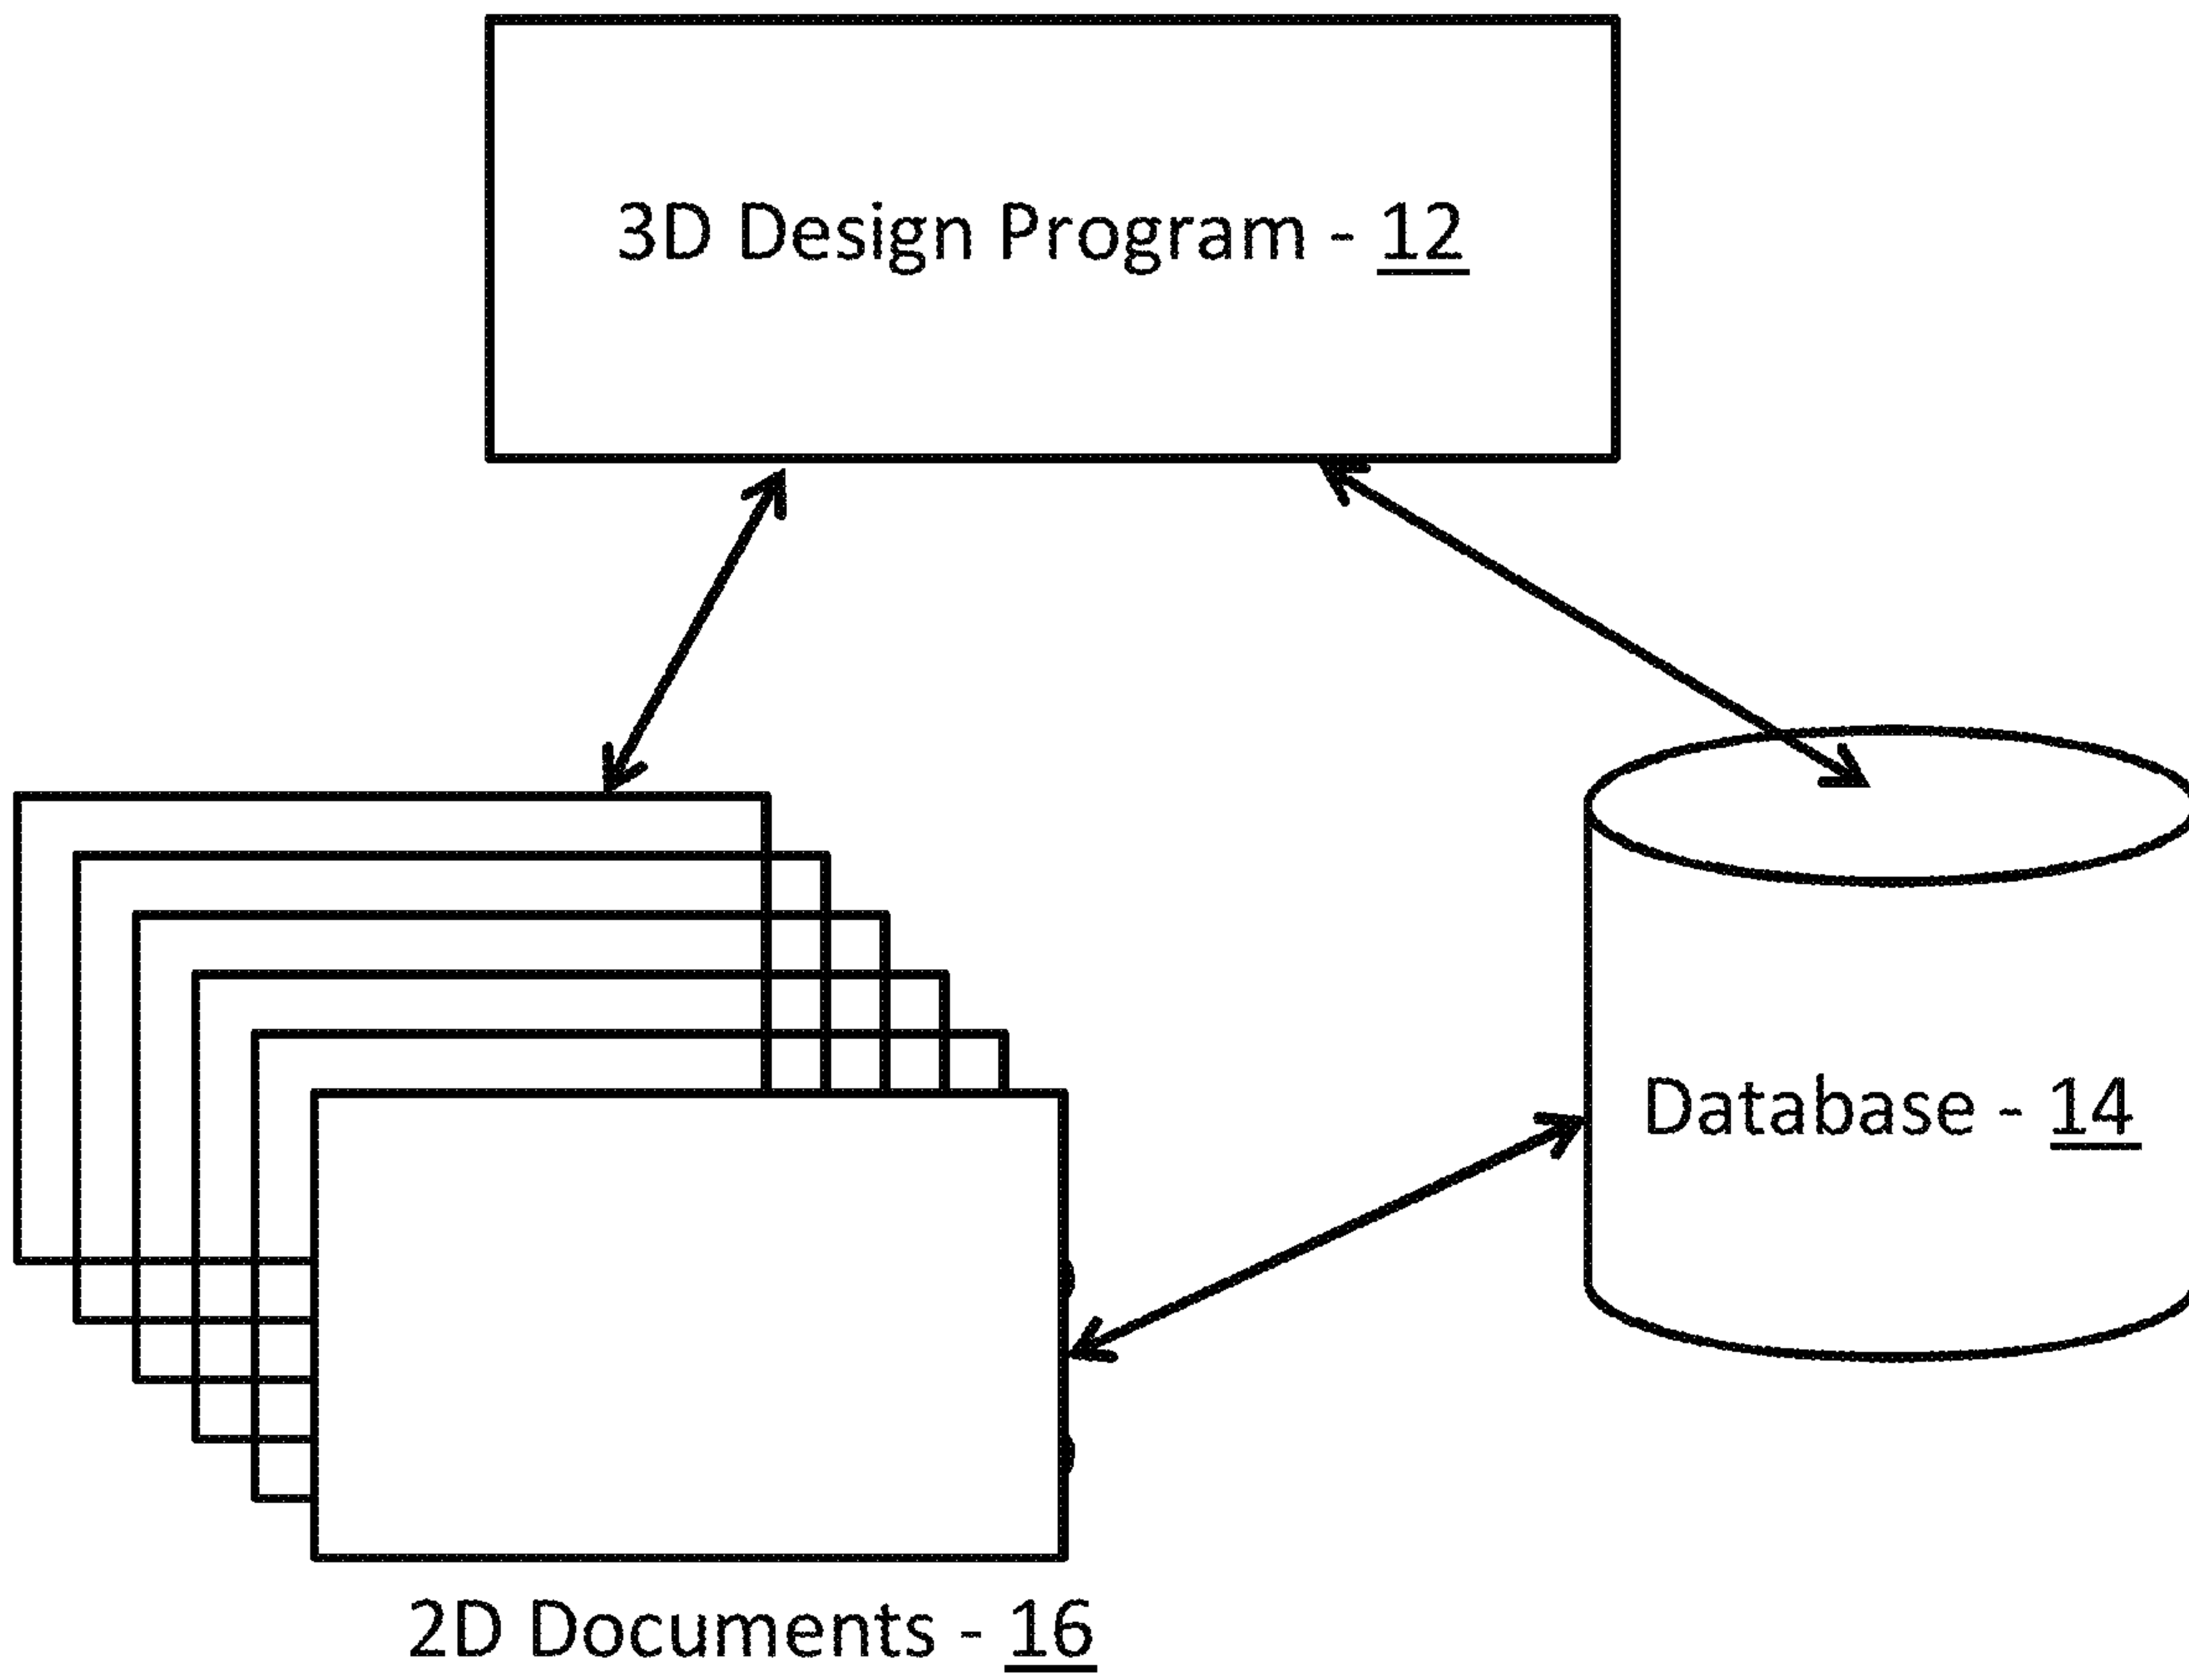 3D Design Program - 12
Database - 14
2D Documents - 16